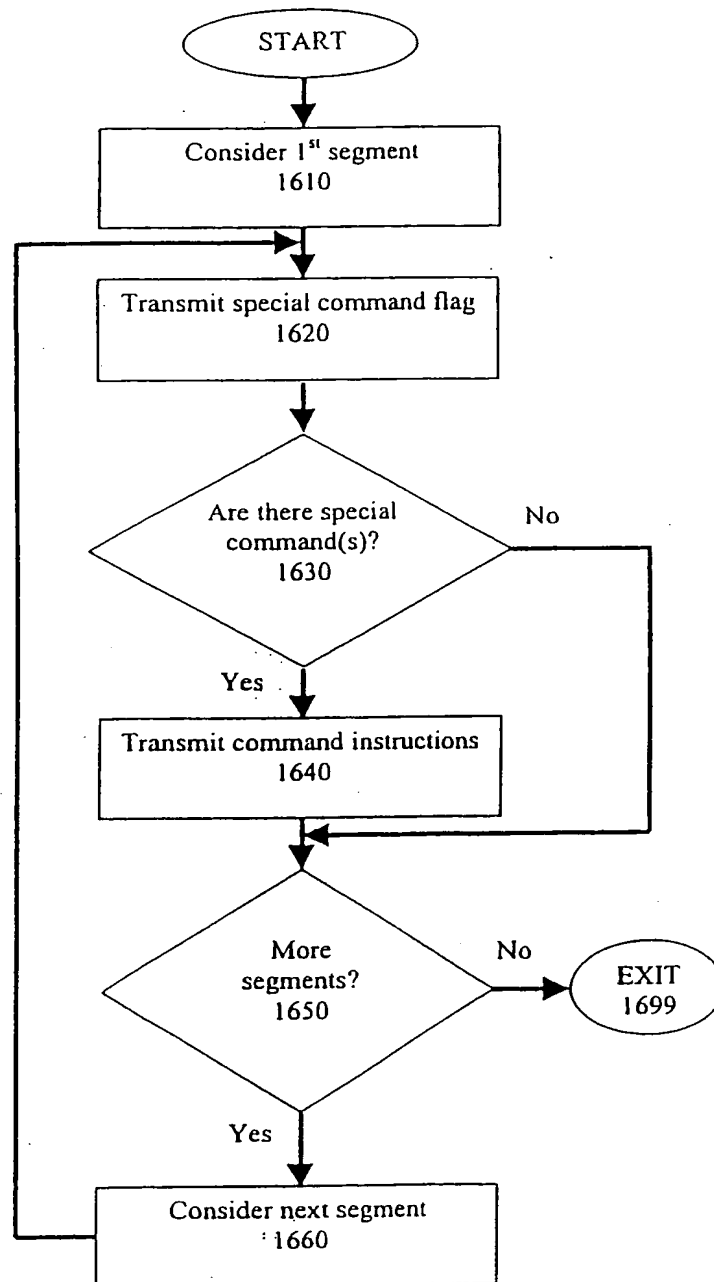 START
Consider 1st segment
1610
Transmit special command flag
1620
Are there special
command(s)?
1630
No
Yes
Transmit command instructions
1640
More
segments?
1650
No
EXIT
1699
Yes
Consider next segment
1660